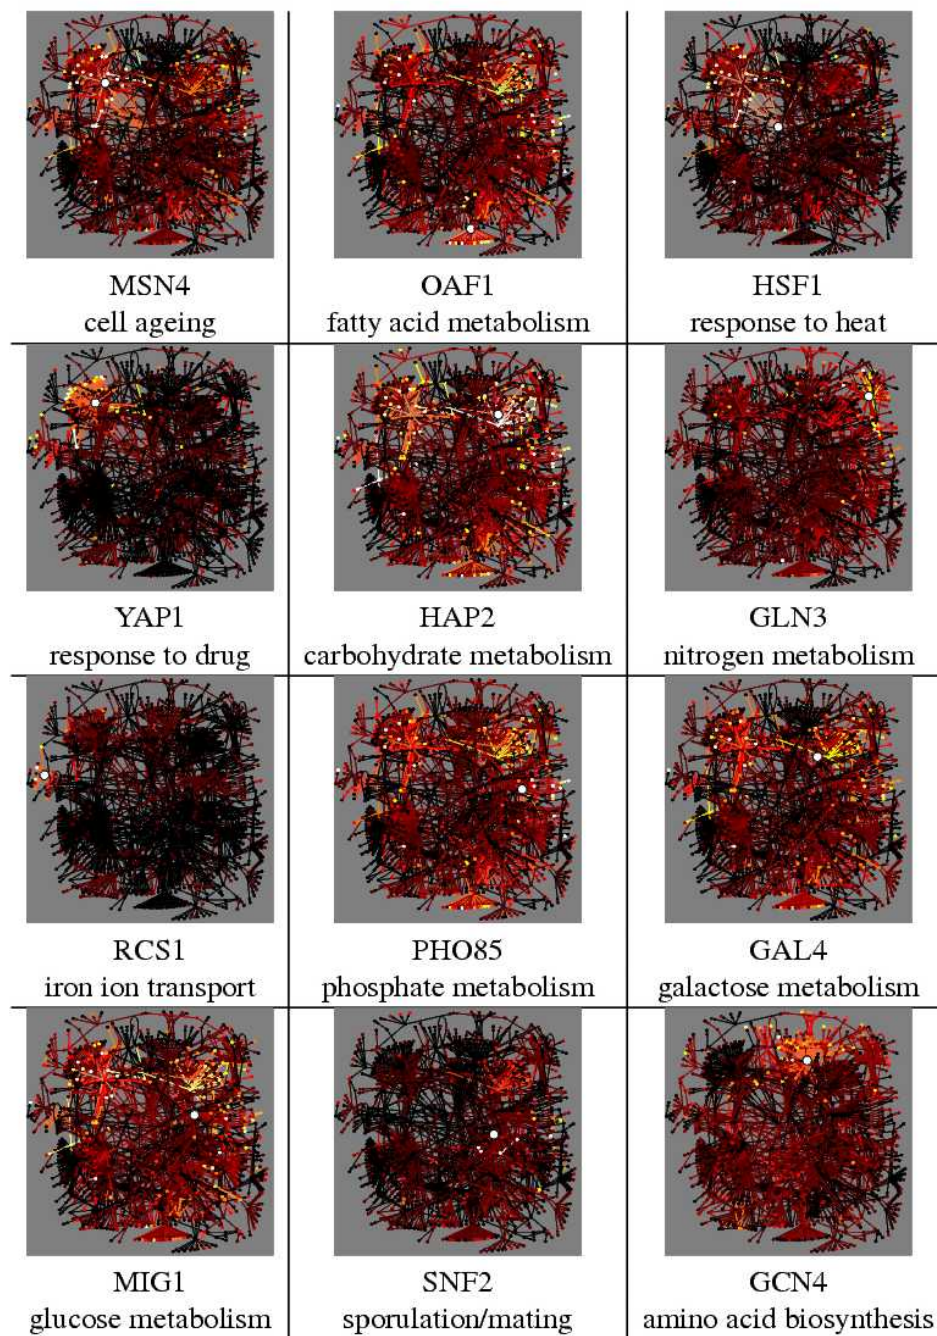 MSN4
cell ageing
OAF1
fatty acid metabolism
HSF1
response to heat
YAP1
response to drug
HAP2
carbohydrate metabolism
GLN3
nitrogen metabolism
RCS1
iron ion transport
PHO85
phosphate metabolism
GAL4
galactose metabolism
MIG1
glucose metabolism
SNF2
sporulation/mating
GCN4
amino acid biosynthesis